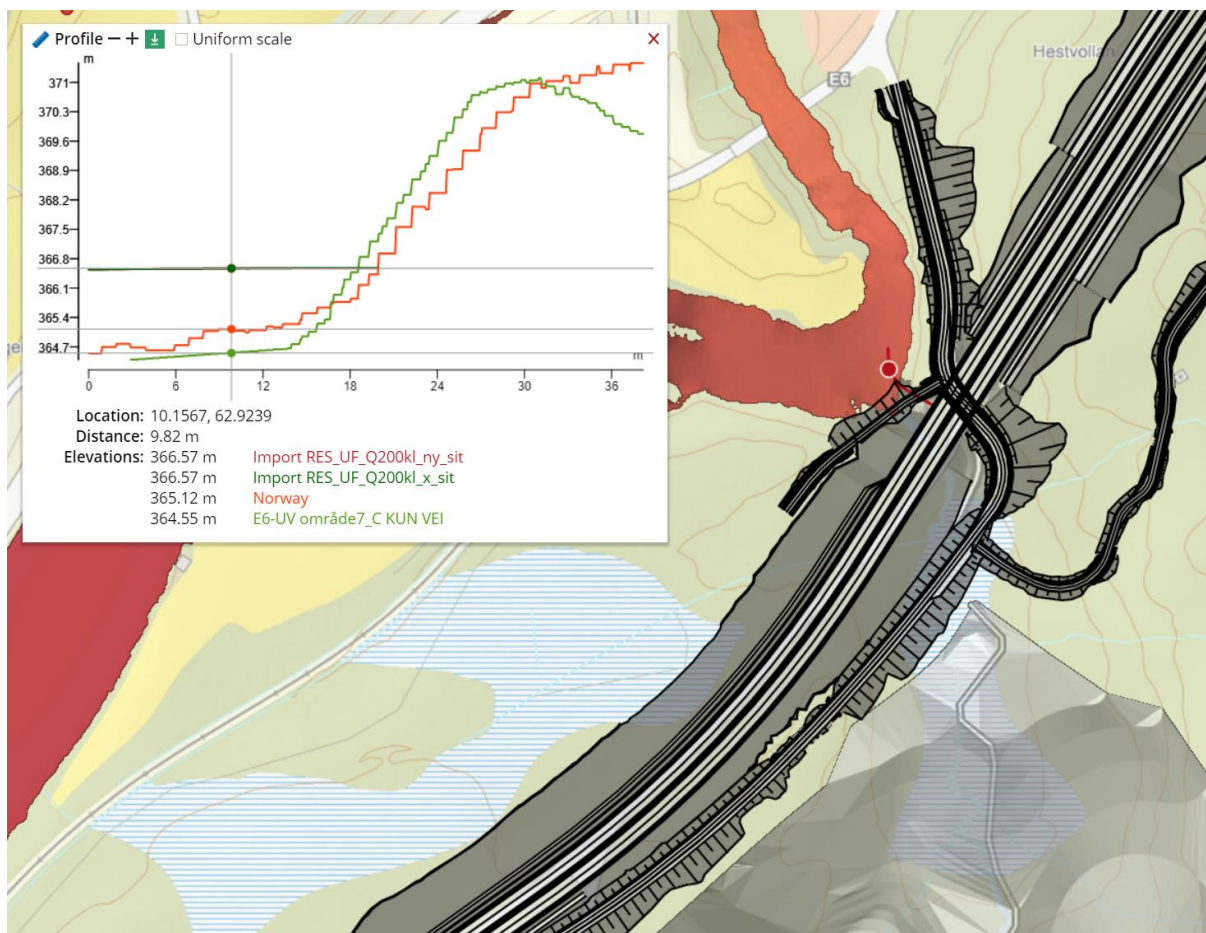 Profile
Uniform scale
m
371
370.3
369.6
368.9
368.2
367.5
366.8
366.1
365.4
364.7
m
0 6 12 18 24 30 36
Location: 10.1567, 62.9239
Distance: 9.82 m
Elevations: 366.57 m Import RES_UF_Q200kl_ny_sit
366.57 m Import RES_UF_Q200kl_x_sit
365.12 m Norway
364.55 m E6-UV område7_C KUN VEI
E6
Hestvollan